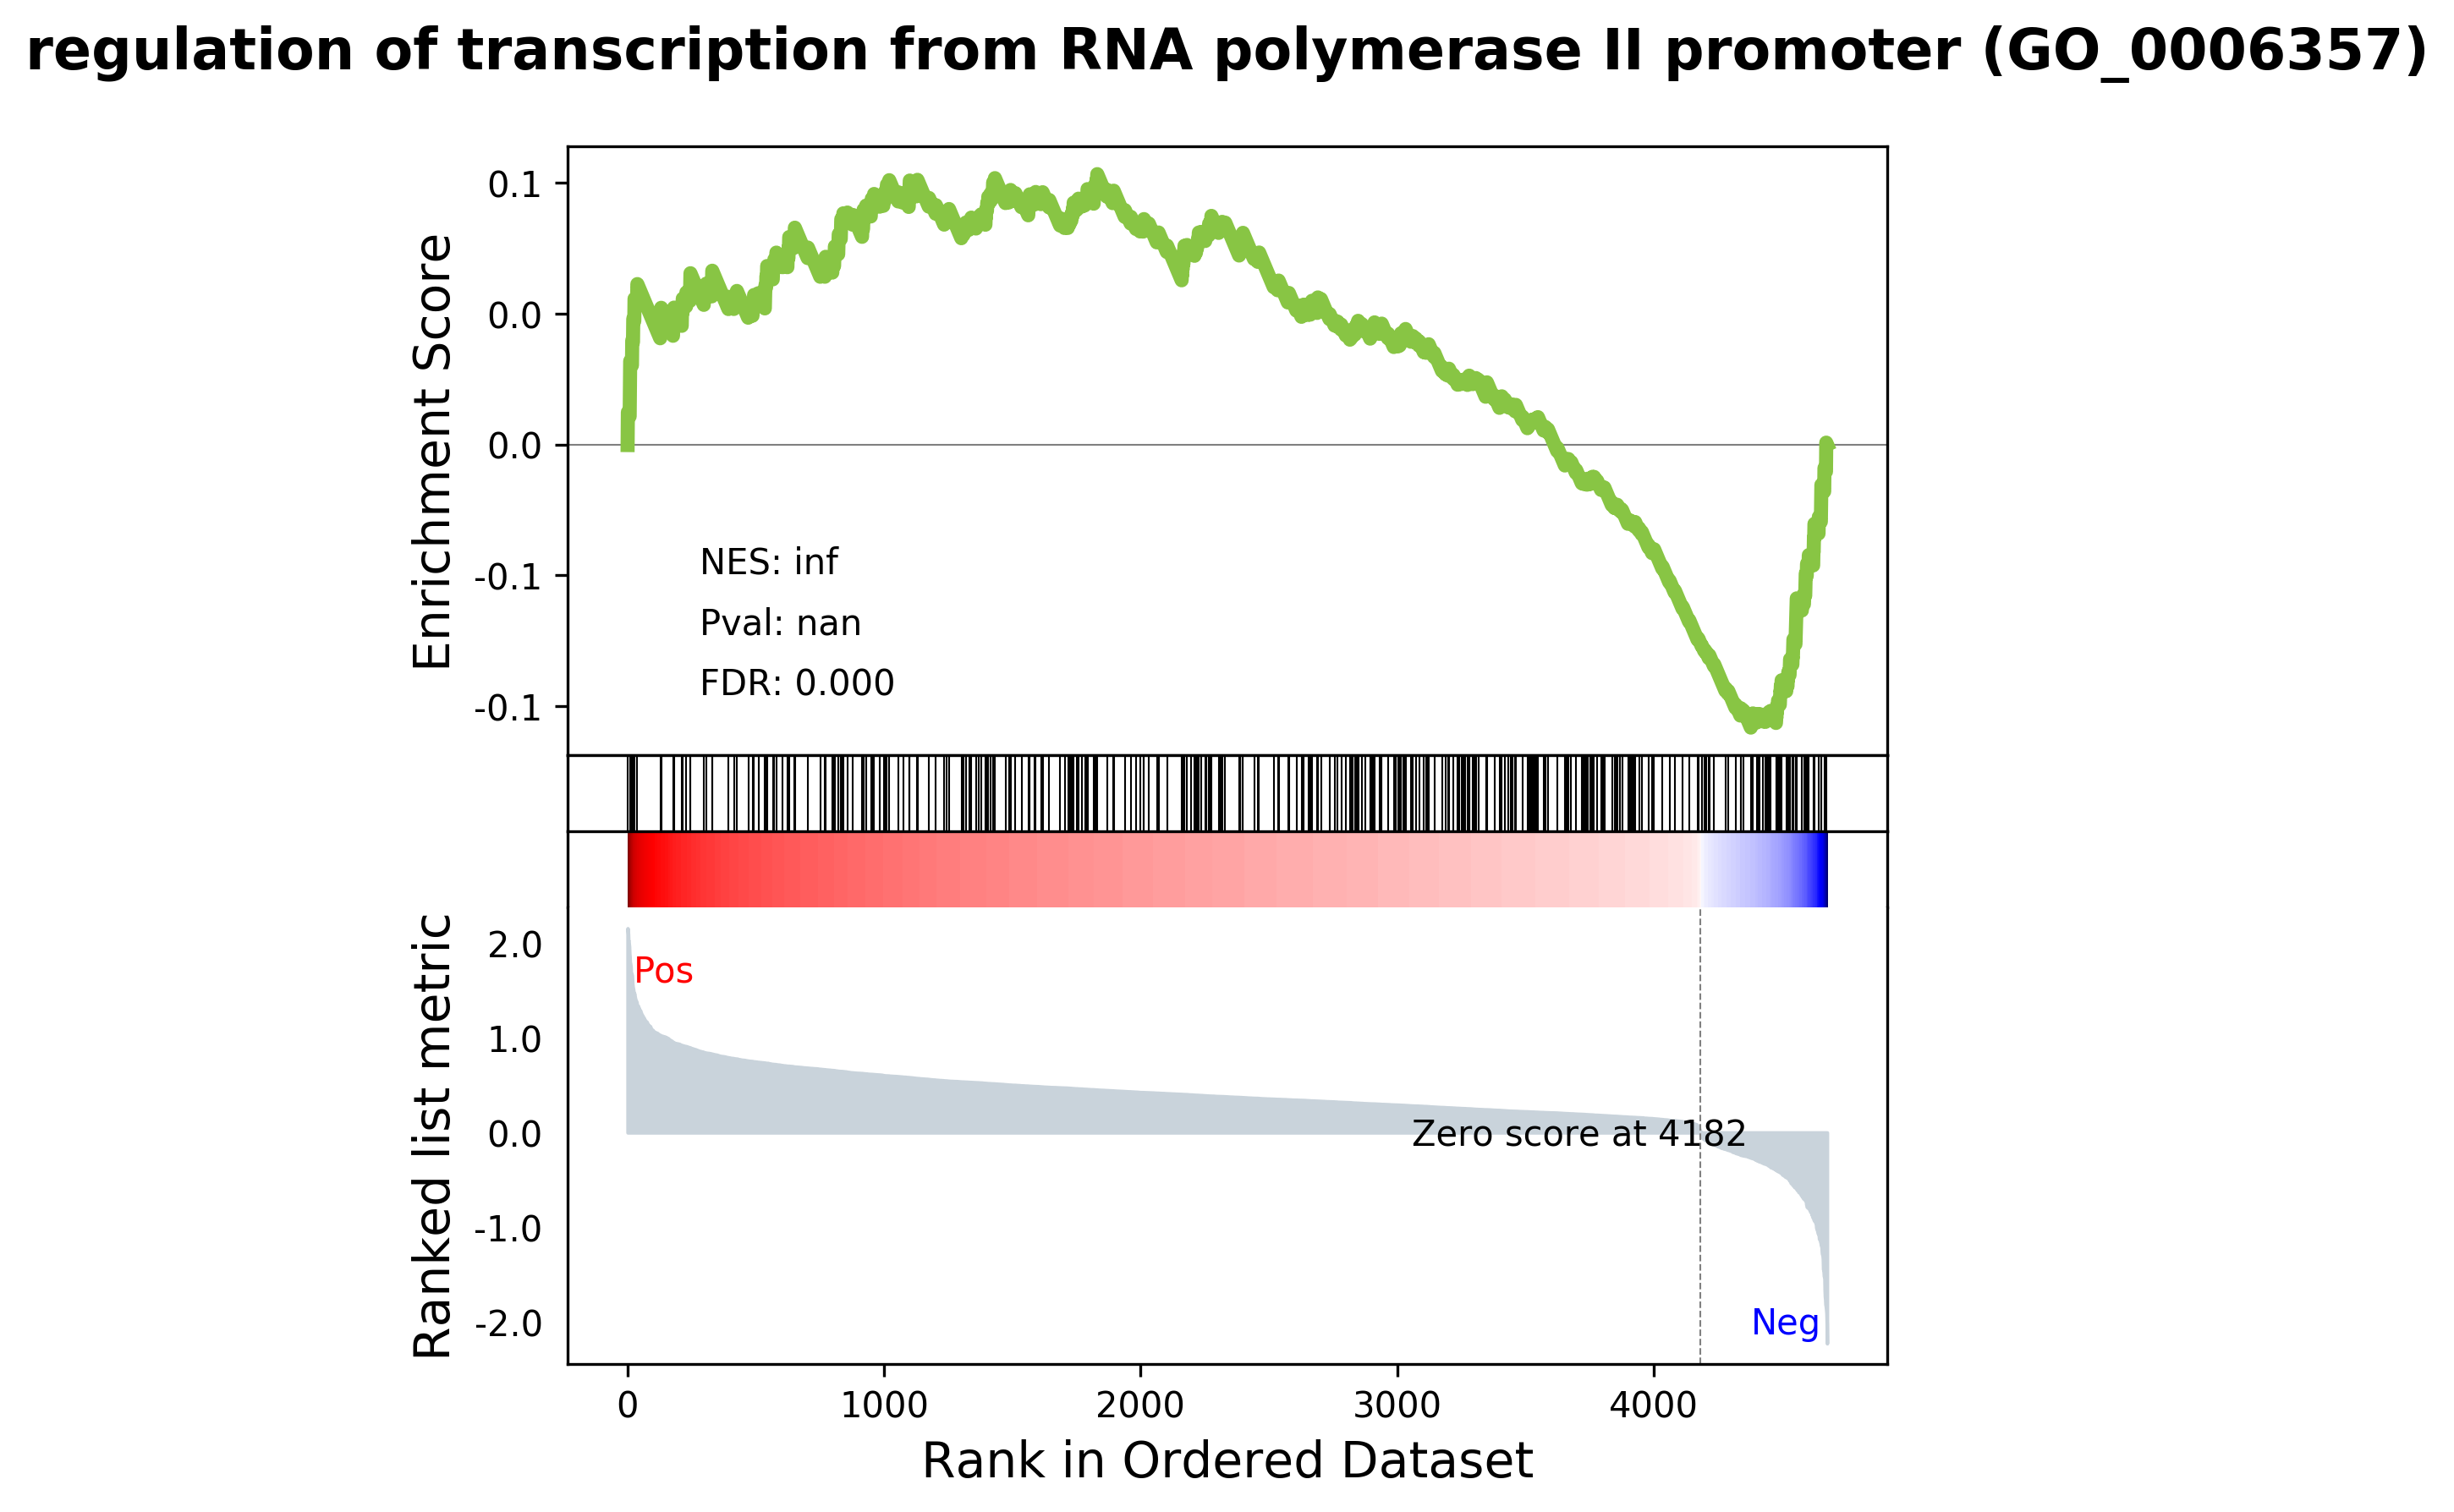 regulation of transcription from RNA polymerase II promoter (GO_0006357)
Enrichment Score
0.1
0.0
0.0
-0.1
-0.1
NES: inf
Pval: nan
FDR: 0.000
Ranked list metric
2.0
1.0
0.0
-1.0
-2.0
Pos
Zero score at 4182
Neg
0 1000 2000 3000 4000
Rank in Ordered Dataset